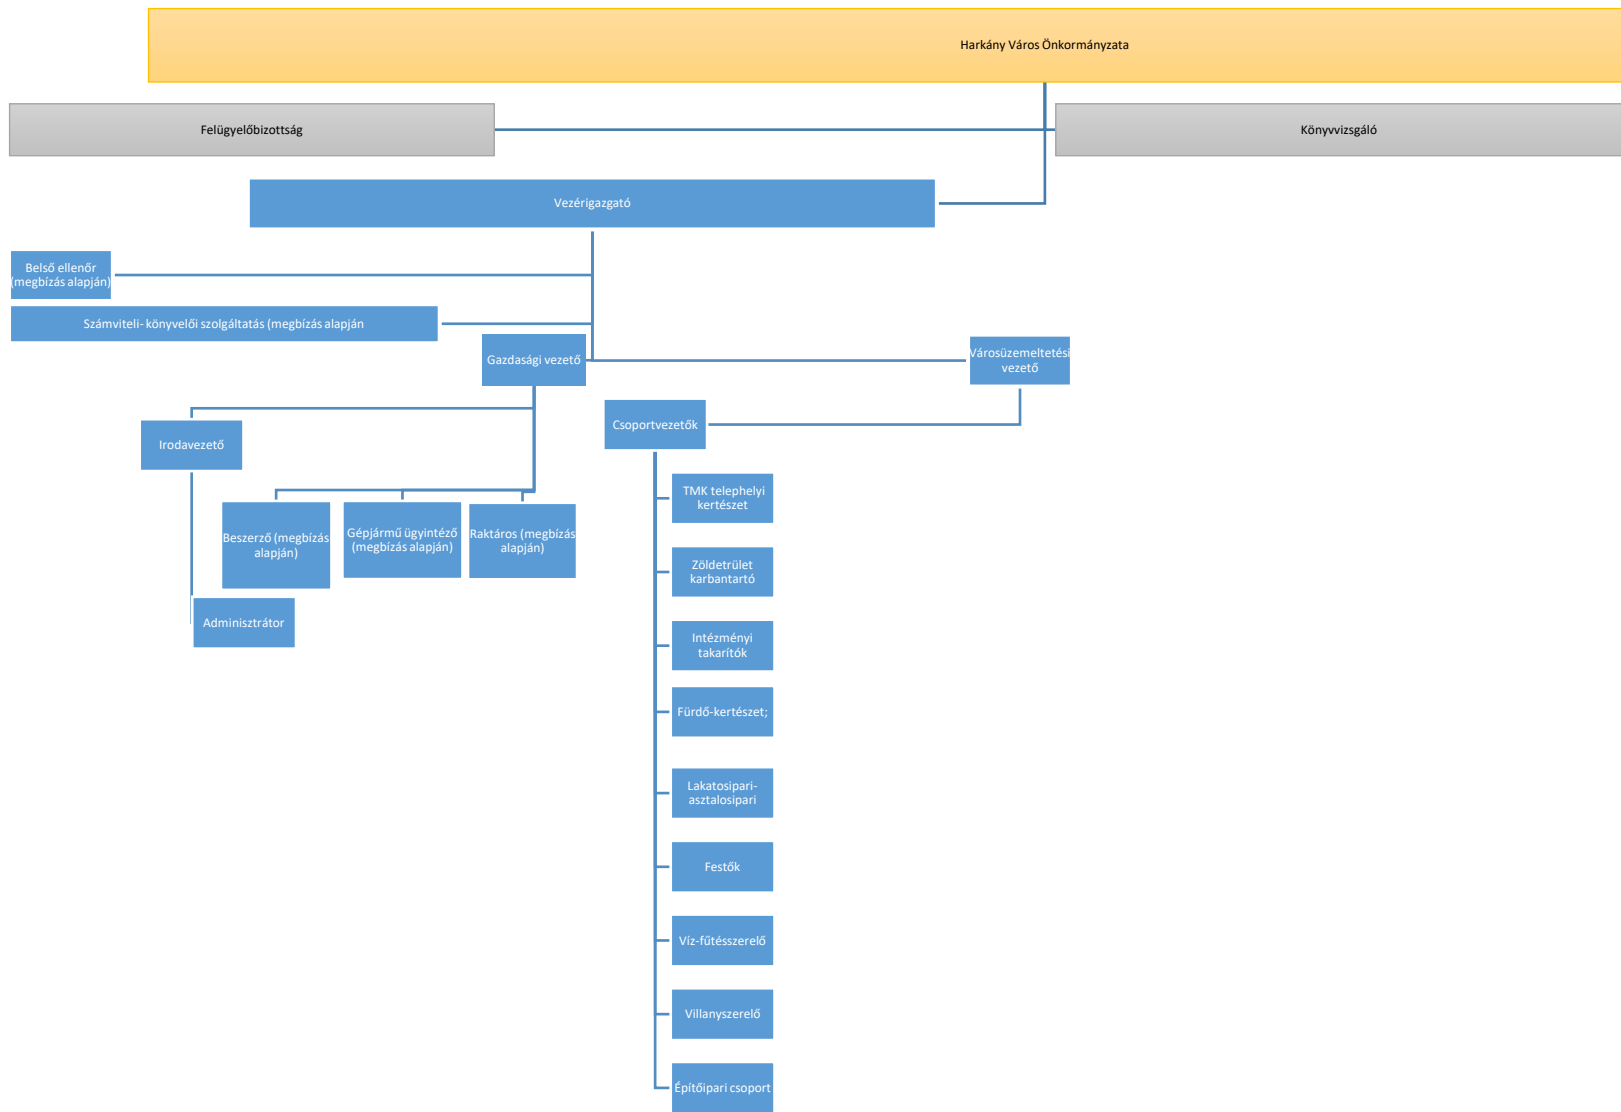 Harkány Város Önkormányzata
Felügyelőbizottság
Könyvvizsgáló
Vezérigazgató
Belső ellenőr
(megbízás alapján)
Számviteli- könyvelői szolgáltatás (megbízás alapján
Gazdasági vezető
Városüzemeltetési
vezető
Csoportvezetők
Irodavezető
Beszerző (megbízás
alapján)
Gépjármű ügyintéző
(megbízás alapján)
Raktáros (megbízás
alapján)
Adminisztrátor
TMK telephelyi
kertészet
Zöldetrület
karbantartó
Intézményi
takarítók
Fürdő-kertészet;
Lakatosipari-
asztalosipari
Festők
Víz-fűtésszerelő
Villanyszerelő
Építőipari csoport